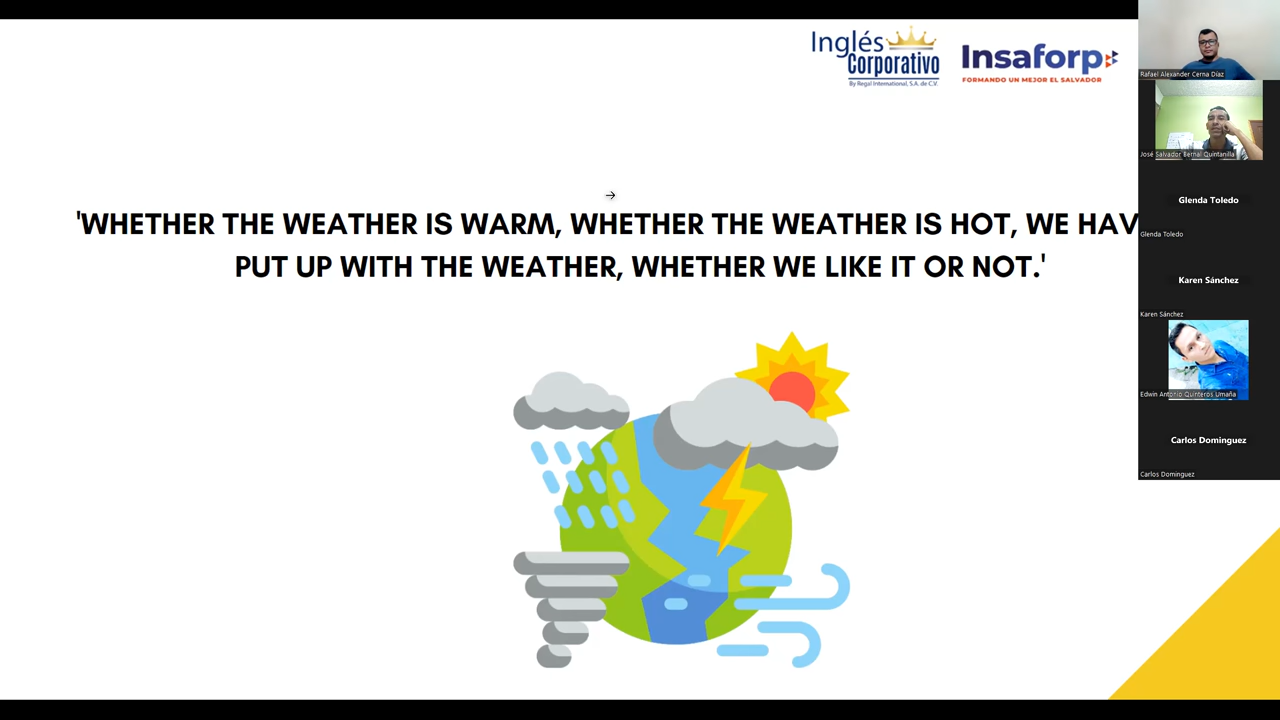 Inglés
Corporativo
By Regal International, S.A. de C.V.
Insaforp
FORMANDO UN MEJOR EL SALVADOR
'WHETHER THE WEATHER IS WARM, WHETHER THE WEATHER IS HOT, WE HAV
PUT UP WITH THE WEATHER, WHETHER WE LIKE IT OR NOT.'
Rafael Alexander Cerna Díaz
José Salvador Bernal Quintanilla
Glenda Toledo
Glenda Toledo
Karen Sánchez
Karen Sánchez
Edwin Antonio Quinteros Umaña
Carlos Dominguez
Carlos Dominguez